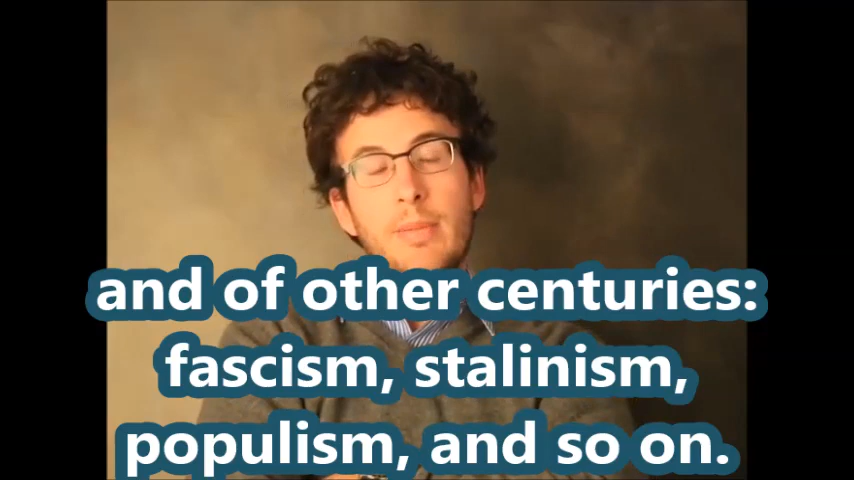 and of other centuries:
fascism, stalinism,
populism, and so on.